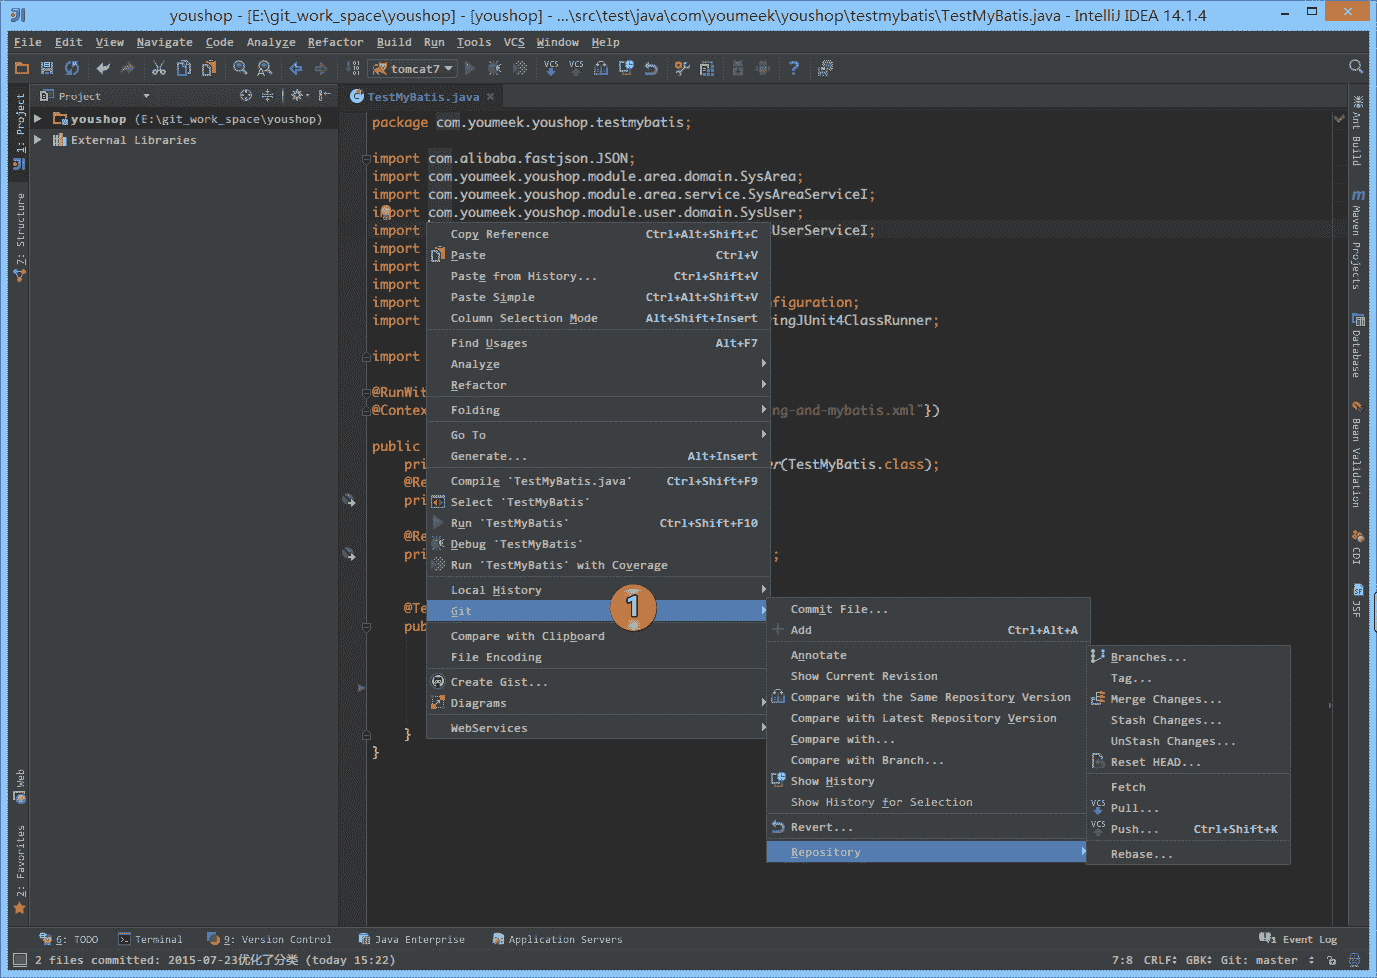 youshop - [E:\git_work_space\youshop] - [youshop] - ...\src\test\java\com\youmeek\youshop\testmybatis\TestMyBatis.java - IntelliJ IDEA 14.1.4
File Edit View Navigate Code Analyze Refactor Build Run Tools VCS Window Help
tomcat7
Project
TestMyBatis.java
1: Project
7: Structure
Web
2: Favorites
youshop (E:\git_work_space\youshop)
External Libraries
package com.youmeek.youshop.testmybatis;
import com.alibaba.fastjson.JSON;
import com.youmeek.youshop.module.area.domain.SysArea;
import com.youmeek.youshop.module.area.service.SysAreaServiceI;
import com.youmeek.youshop.module.user.domain.SysUser;
import UserServiceI;
import
import
import
import figuration;
import ingJUnit4ClassRunner;
import
@RunWit
@Contex ng-and-mybatis.xml"})
public
pri er(TestMyBatis.class);
@Re
pri
@Re
pri ;
@Te
pub
}
}
Copy Reference Ctrl+Alt+Shift+C
Paste Ctrl+V
Paste from History... Ctrl+Shift+V
Paste Simple Ctrl+Alt+Shift+V
Column Selection Mode Alt+Shift+Insert
Find Usages Alt+F7
Analyze
Refactor
Folding
Go To
Generate... Alt+Insert
Compile 'TestMyBatis.java' Ctrl+Shift+F9
Select 'TestMyBatis'
Run 'TestMyBatis' Ctrl+Shift+F10
Debug 'TestMyBatis'
Run 'TestMyBatis' with Coverage
Local History
Git
1
Compare with Clipboard
File Encoding
Create Gist...
Diagrams
WebServices
Commit File...
Add Ctrl+Alt+A
Annotate
Show Current Revision
Compare with the Same Repository Version
Compare with Latest Repository Version
Compare with...
Compare with Branch...
Show History
Show History for Selection
Revert...
Repository
Branches...
Tag...
Merge Changes...
Stash Changes...
UnStash Changes...
Reset HEAD...
Fetch
VCS Pull...
VCS Push... Ctrl+Shift+K
Rebase...
Ant Build
Maven Projects
Database
Bean Validation
CDI
JSF
6: TODO Terminal 9: Version Control Java Enterprise Application Servers 1 Event Log
2 files committed: 2015-07-23优化了分类 (today 15:22) 7:8 CRLF: GBK: Git: master